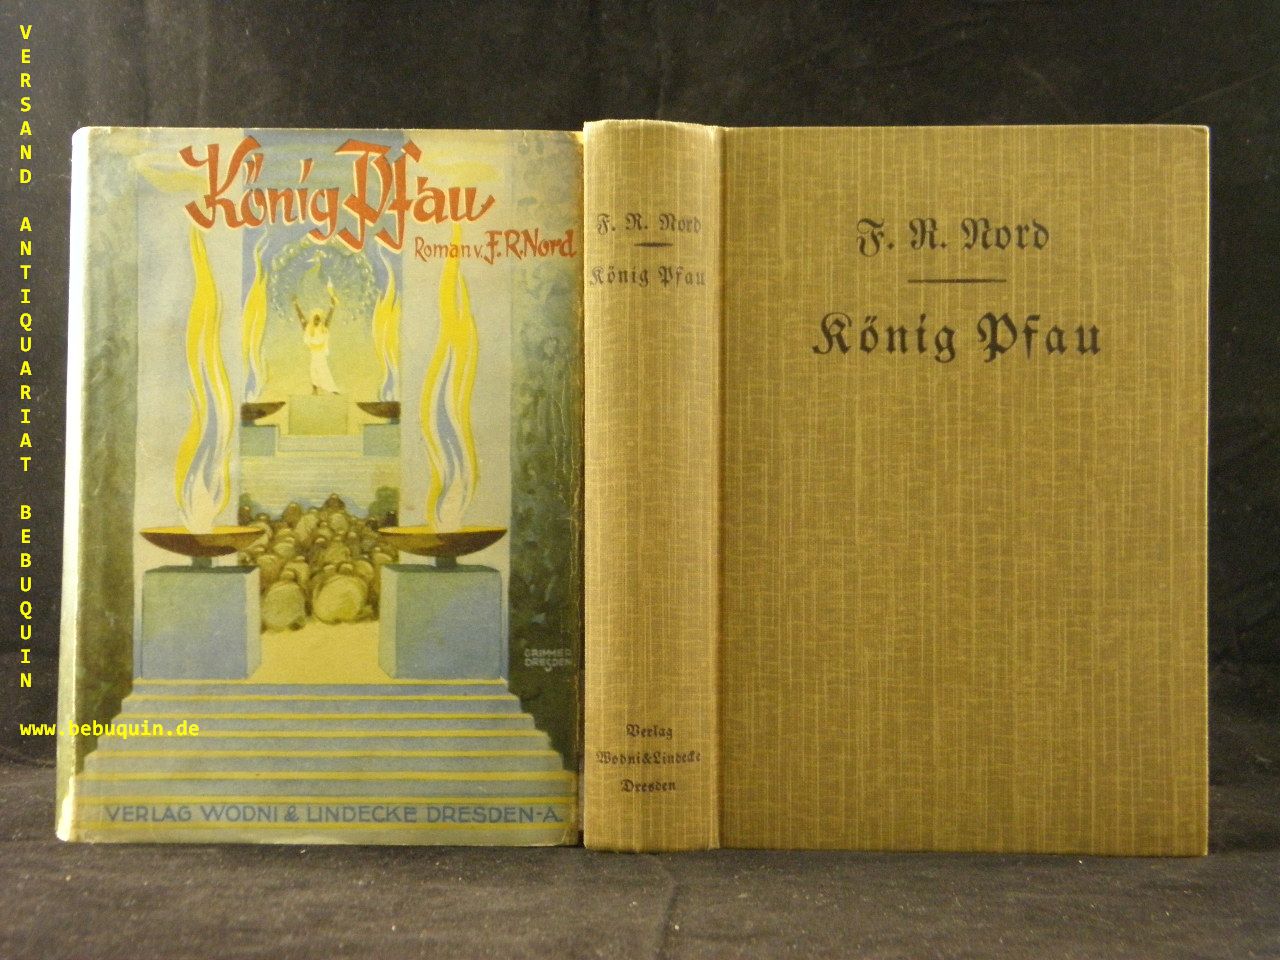 VERSAND ANTIQUARIAT BEBUQUIN
www.bebuquin.de
König Pfau
Roman v. F.R. Nord
GRIMMER
DRESDEN
VERLAG WODNI & LINDECKE DRESDEN-A.
F. R. Nord
König Pfau
Verlag
Wodni & Lindecke
Dresden
F. R. Nord
König Pfau